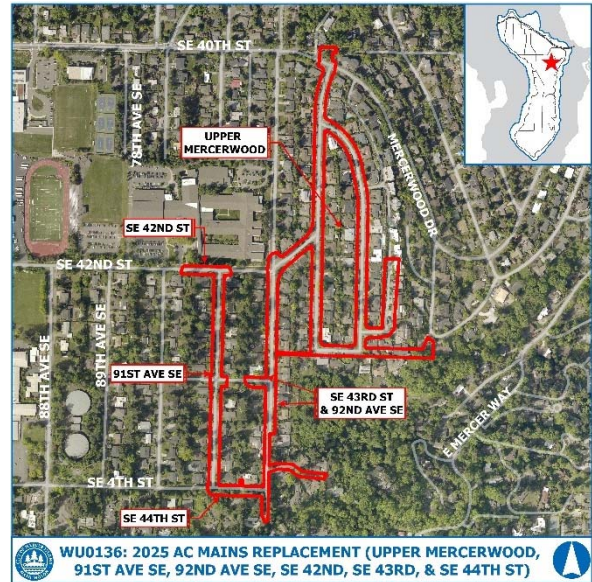 SE 40TH ST
78TH AVE SE
UPPER
MERCERWOOD
MERCERWOOD DR
SE 42ND ST
SE 42ND ST
88TH AVE SE
89TH AVE SE
91ST AVE SE
SE 43RD ST
& 92ND AVE SE
E MERCER WAY
SE 4TH ST
SE 44TH ST
WU0136: 2025 AC MAINS REPLACEMENT (UPPER MERCERWOOD,
91ST AVE SE, 92ND AVE SE, SE 42ND, SE 43RD, & SE 44TH ST)